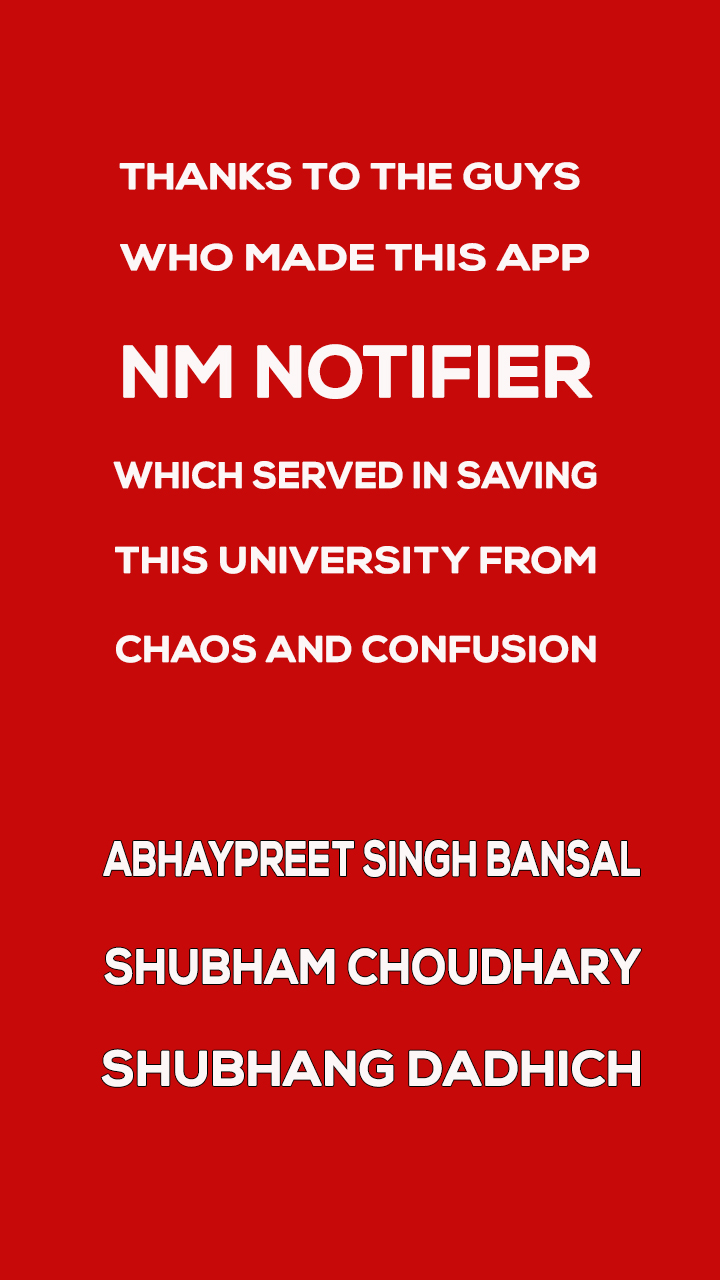 THANKS TO THE GUYS
WHO MADE THIS APP
NM NOTIFIER
WHICH SERVED IN SAVING
THIS UNIVERSITY FROM
CHAOS AND CONFUSION
ABHAYPREET SINGH BANSAL
SHUBHAM CHOUDHARY
SHUBHANG DADHICH